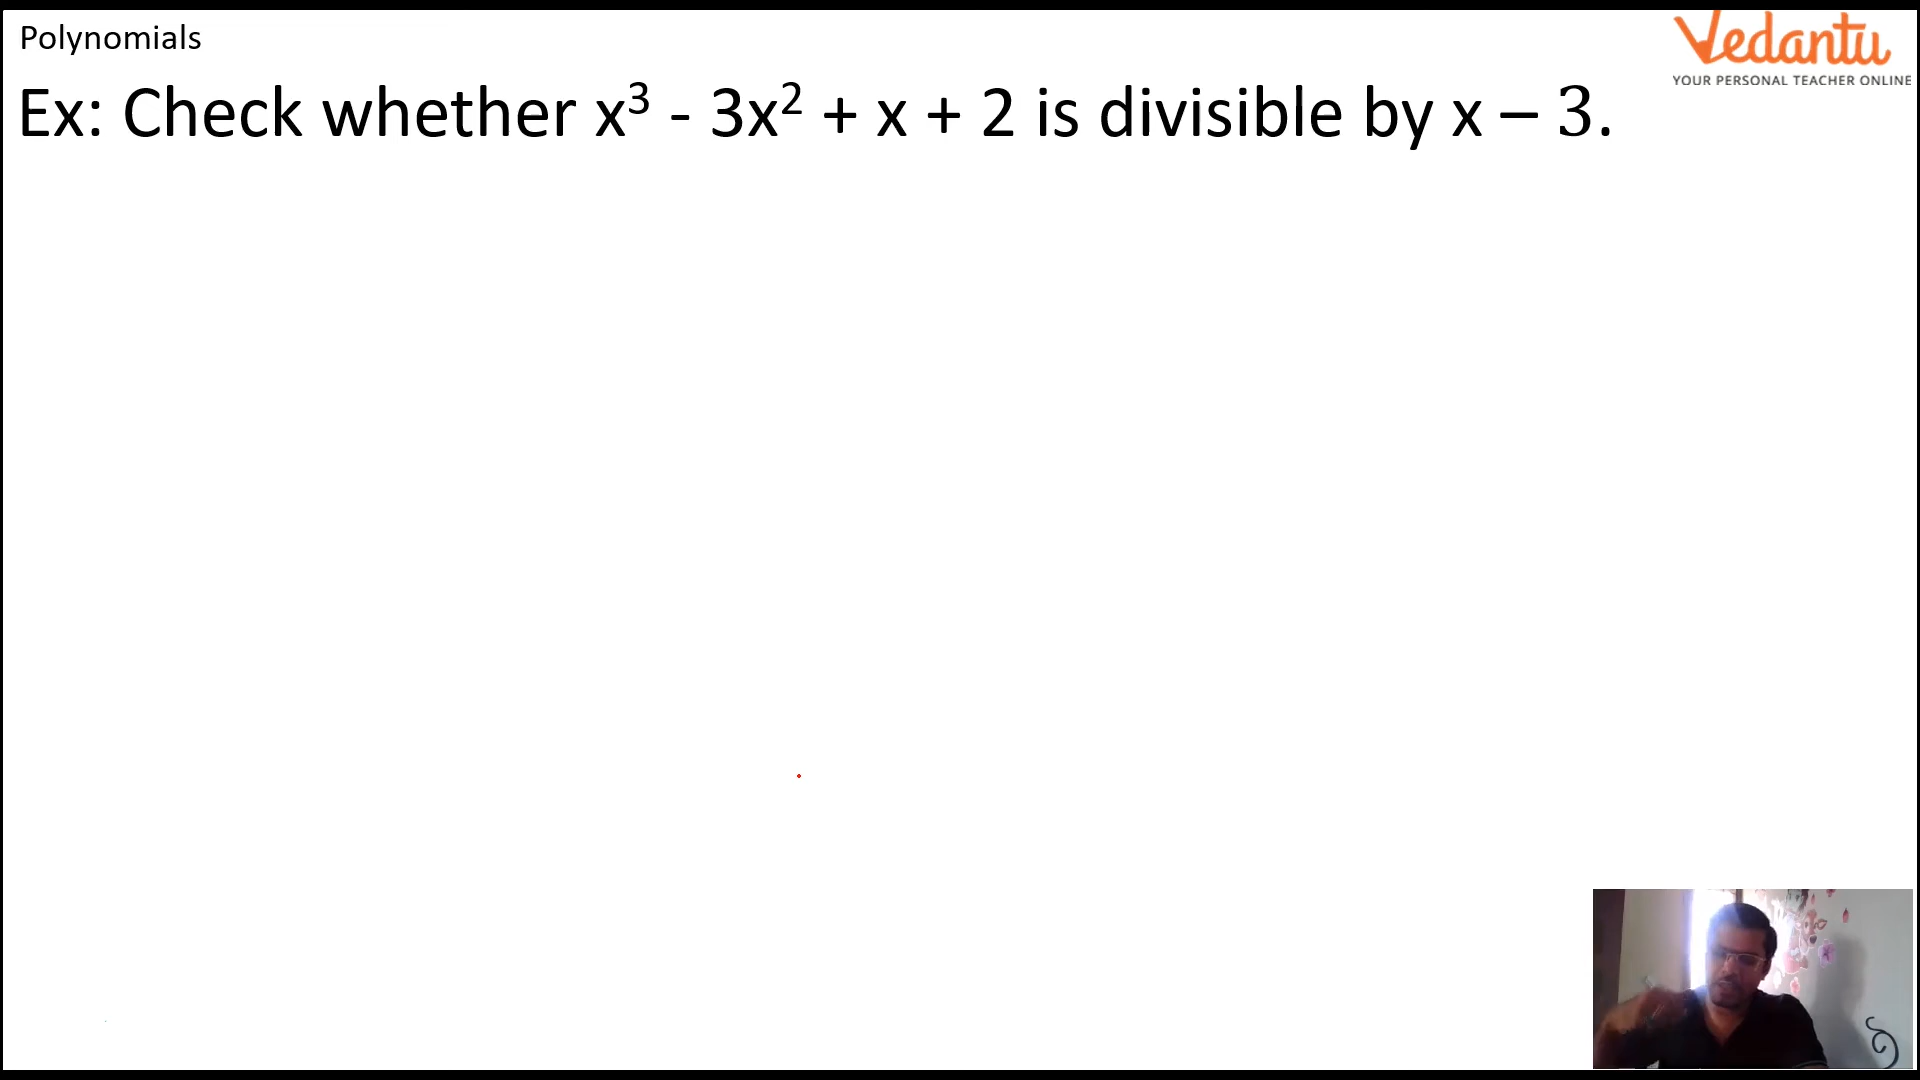 Polynomials
Vedantu
YOUR PERSONAL TEACHER ONLINE
Ex: Check whether x³ - 3x² + x + 2 is divisible by x – 3.